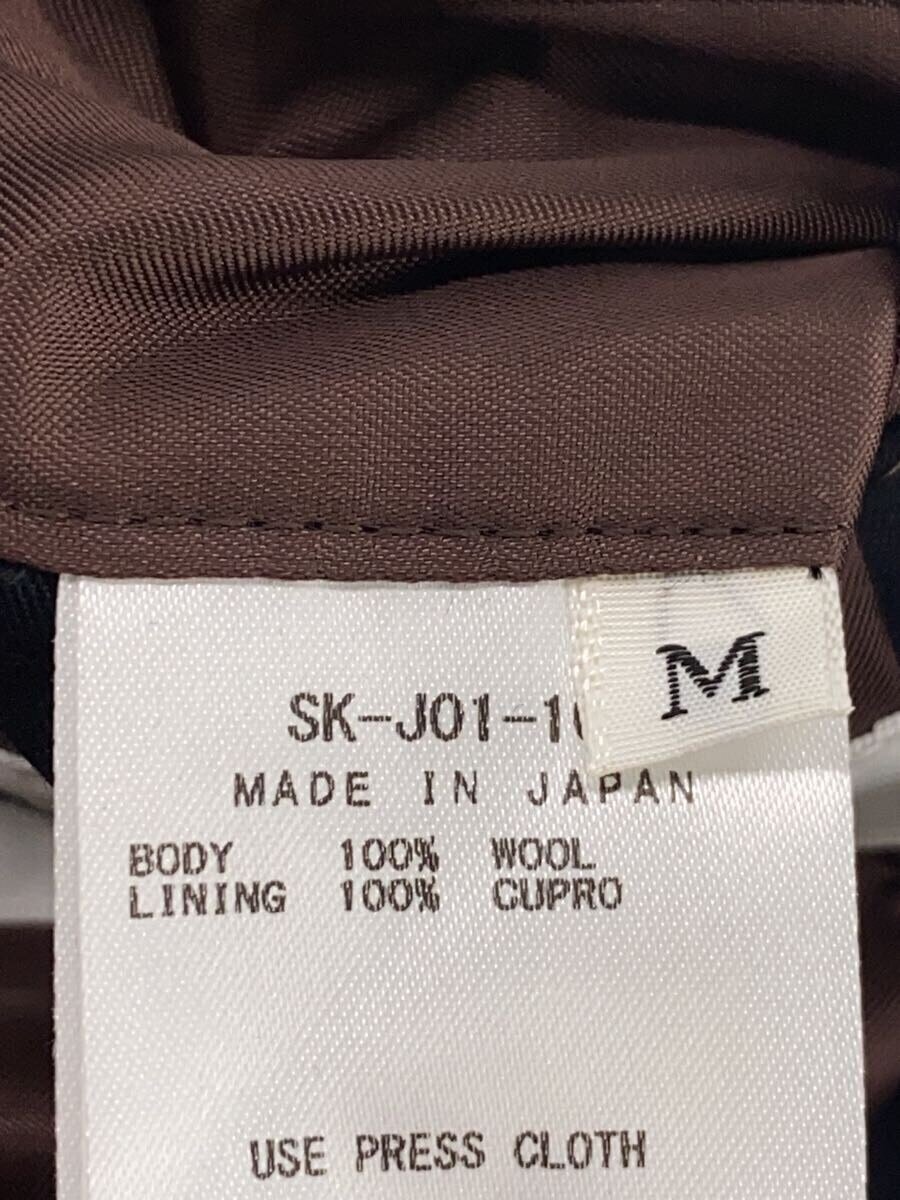 M
SK-J01-1
MADE IN JAPAN
BODY 100% WOOL
LINING 100% CUPRO
USE PRESS CLOTH